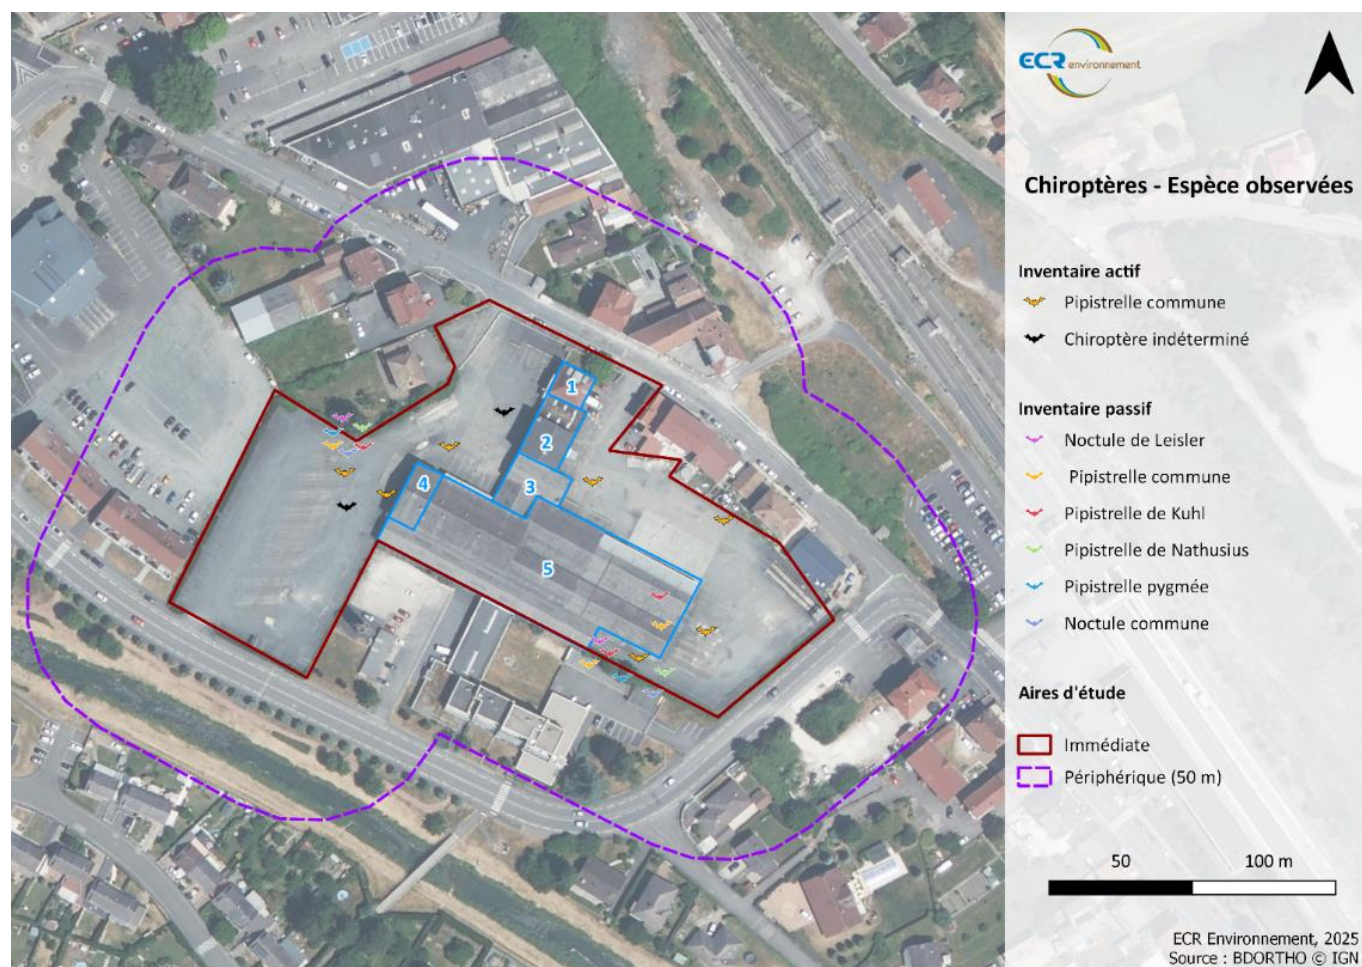 ECR environnement
Chiroptères - Espèce observées
Inventaire actif
Pipistrelle commune
Chiroptère indéterminé
Inventaire passif
Noctule de Leisler
Pipistrelle commune
Pipistrelle de Kuhl
Pipistrelle de Nathusius
Pipistrelle pygmée
Noctule commune
Aires d'étude
Immédiate
Périphérique (50 m)
50 100 m
ECR Environnement, 2025
Source : BDORTHO © IGN
1
2
3
4
5